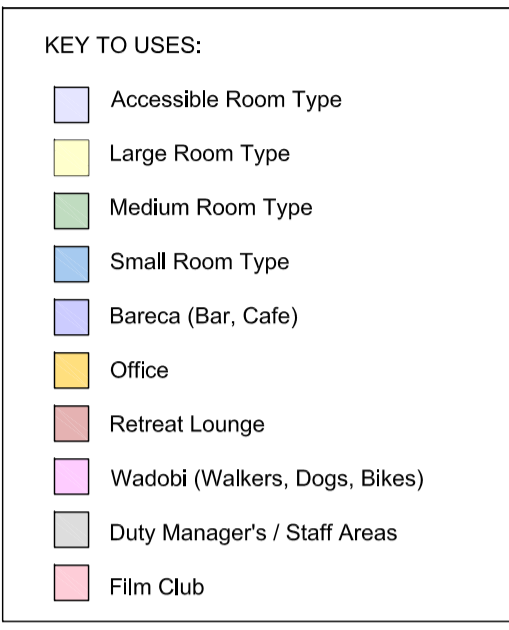 KEY TO USES:
Accessible Room Type
Large Room Type
Medium Room Type
Small Room Type
Bareca (Bar, Cafe)
Office
Retreat Lounge
Wadobi (Walkers, Dogs, Bikes)
Duty Manager's / Staff Areas
Film Club